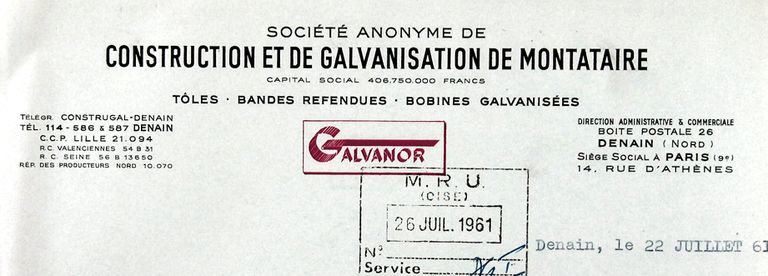 SOCIÉTÉ ANONYME DE
CONSTRUCTION ET DE GALVANISATION DE MONTATAIRE
CAPITAL SOCIAL 406.750.000 FRANCS
TÔLES · BANDES REFENDUES · BOBINES GALVANISÉES
TÉLÉGR. CONSTRUGAL-DENAIN
TÉL. 114 - 586 & 587 DENAIN
C.C.P. LILLE 21.094
R.C. VALENCIENNES 54 B 31
R.C. SEINE 56 B 13650
RÉP. DES PRODUCTEURS NORD 10.070
GALVANOR
DIRECTION ADMINISTRATIVE & COMMERCIALE
BOITE POSTALE 26
DENAIN (NORD)
SIÈGE SOCIAL À PARIS (9e)
14, RUE D'ATHÈNES
M. R. U.
(OISE)
26 JUIL. 1961
N°
Service
Denain, le 22 JUILLET 61